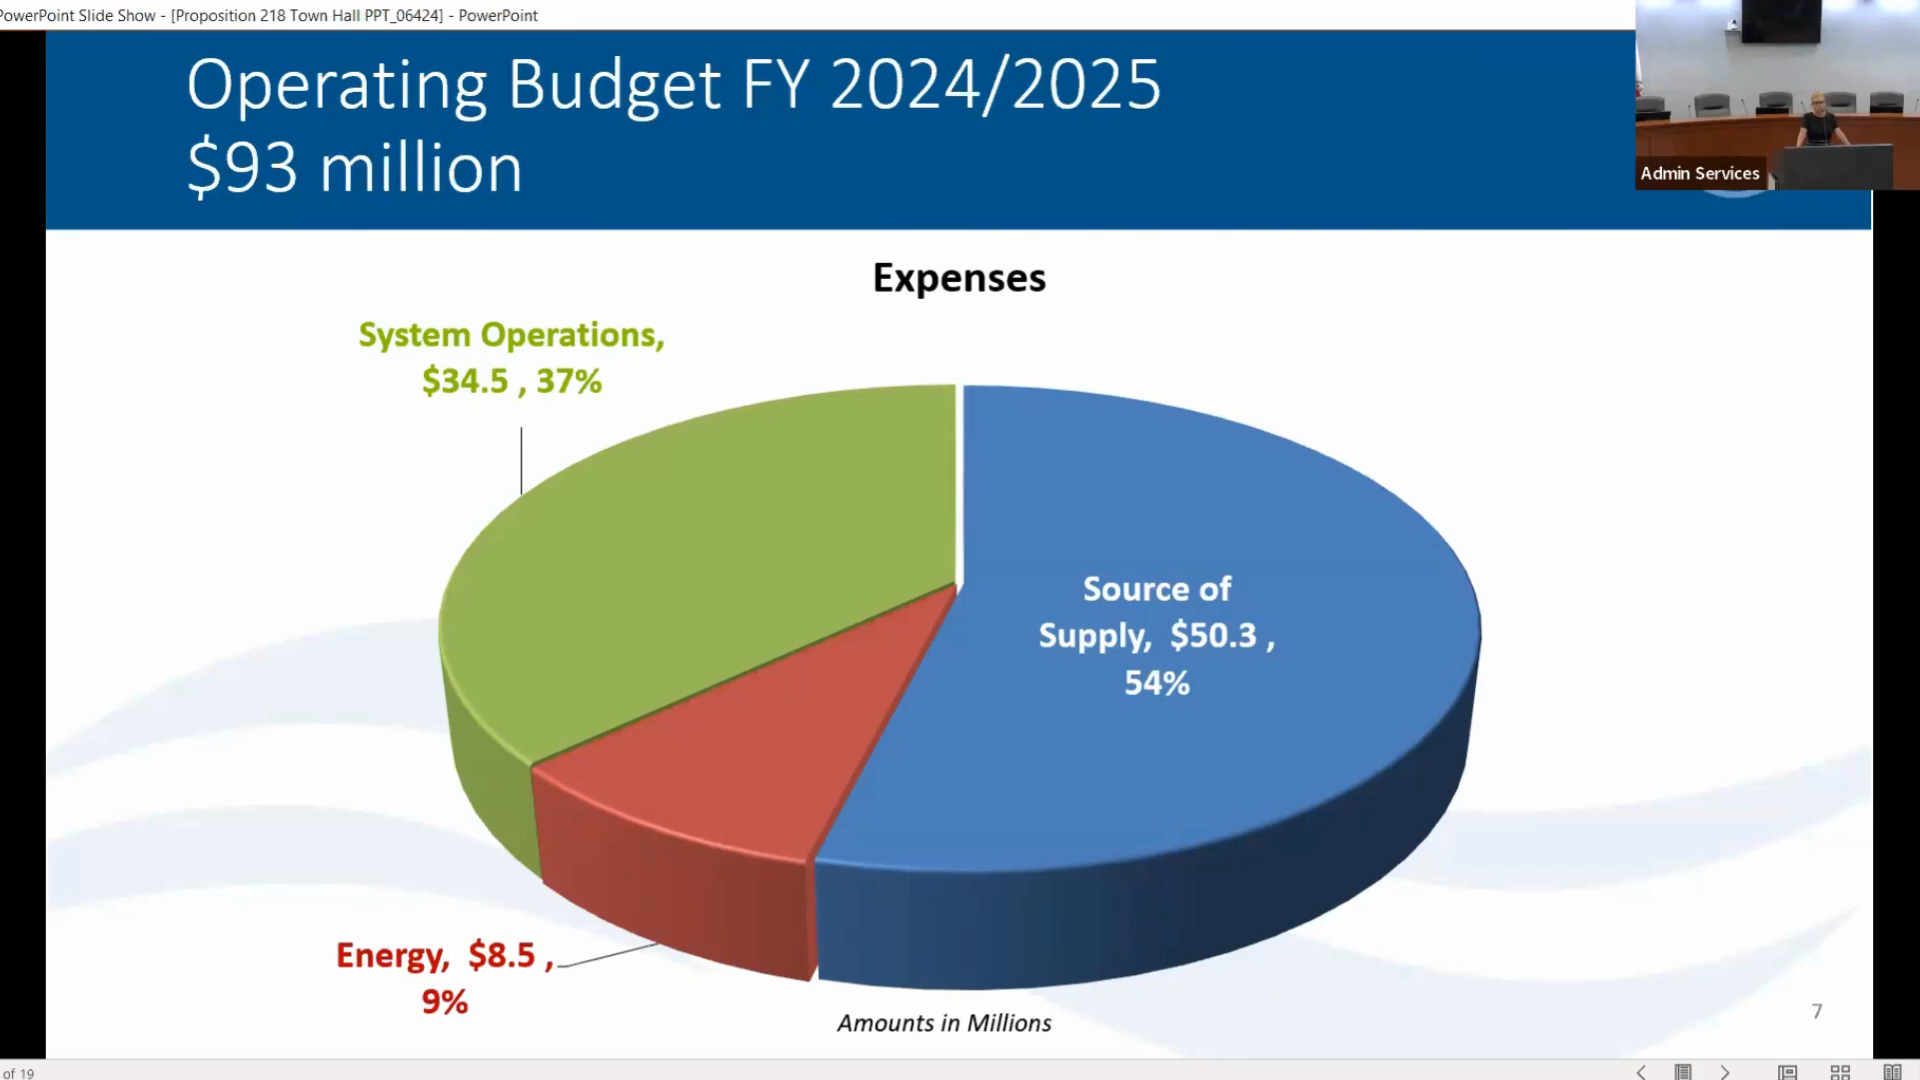 PowerPoint Slide Show - [Proposition 218 Town Hall PPT_06424] - PowerPoint
Operating Budget FY 2024/2025
$93 million
Admin Services
Expenses
System Operations,
$34.5 , 37%
Source of
Supply, $50.3 ,
54%
Energy, $8.5 ,
9%
Amounts in Millions
7
of 19